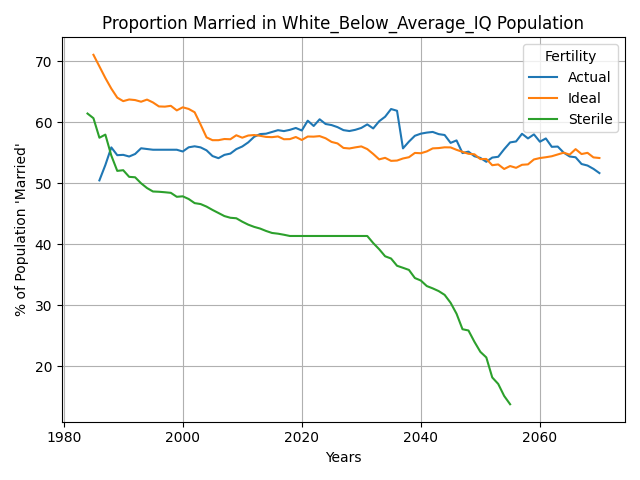 Proportion Married in White_Below_Average_IQ Population
% of Population 'Married'
70
60
50
40
30
20
Fertility
Actual
Ideal
Sterile
1980
2000
2020
2040
2060
Years